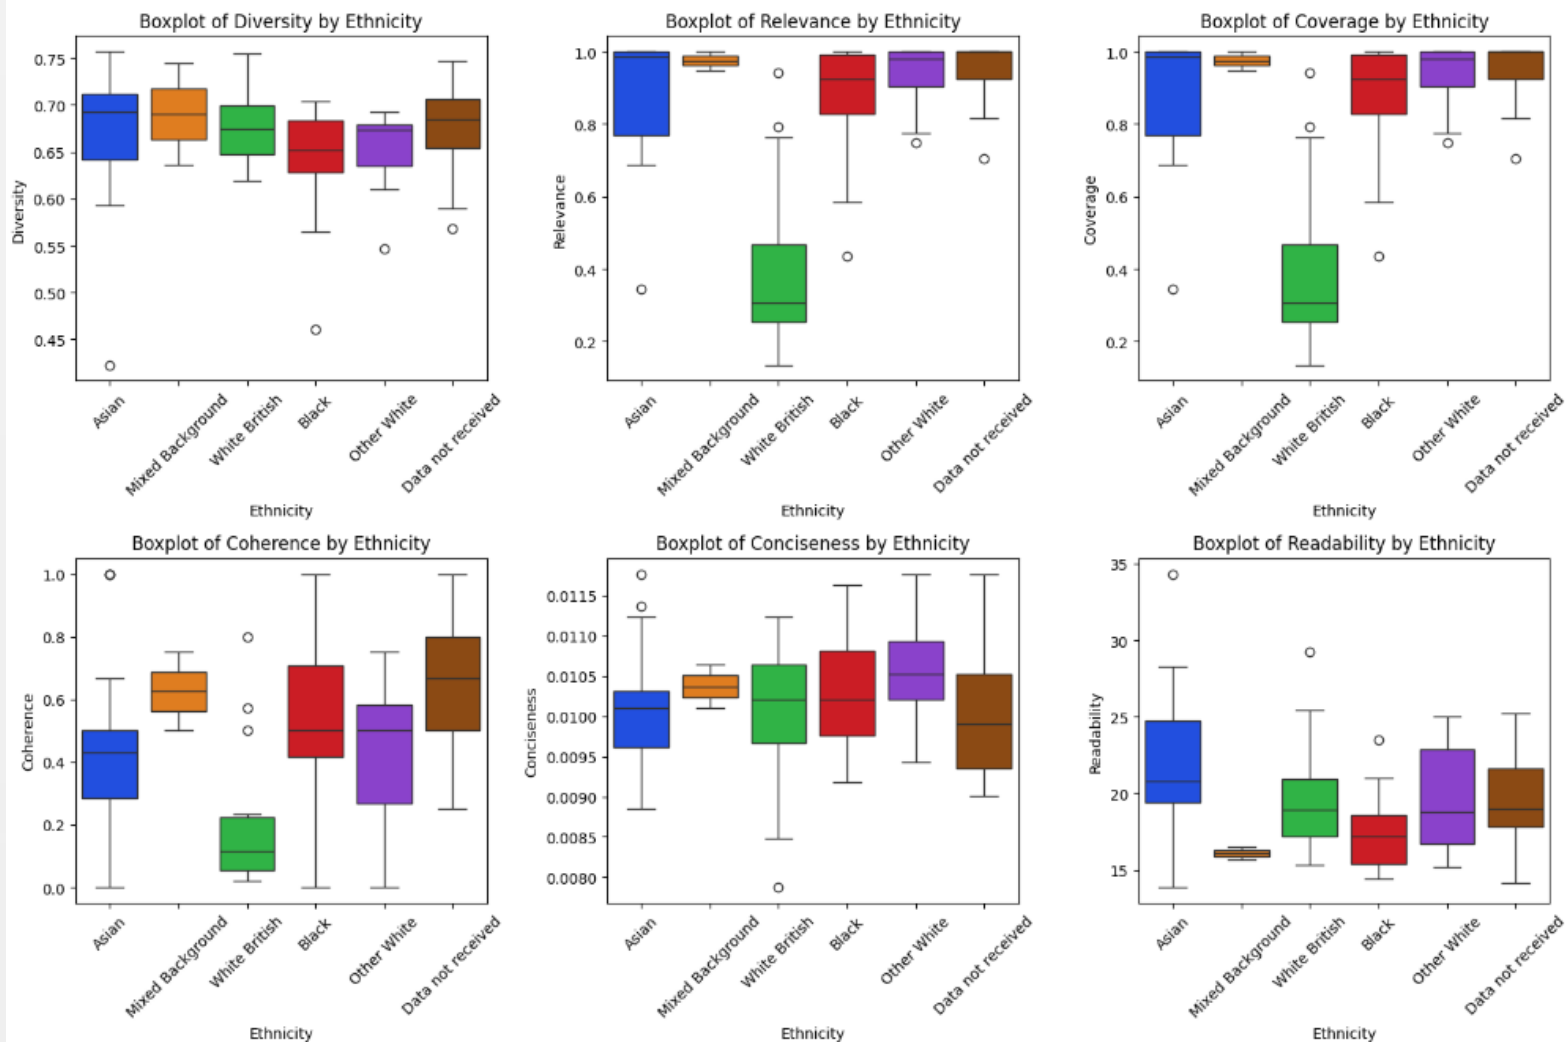 Boxplot of Diversity by Ethnicity
0.75
0.70
0.65
0.60
0.55
0.50
0.45
Diversity
Asian
Mixed Background
White British
Black
Other White
Data not received
Ethnicity
Boxplot of Relevance by Ethnicity
1.0
0.8
0.6
0.4
0.2
Relevance
Asian
Mixed Background
White British
Black
Other White
Data not received
Ethnicity
Boxplot of Coverage by Ethnicity
1.0
0.8
0.6
0.4
0.2
Coverage
Asian
Mixed Background
White British
Black
Other White
Data not received
Ethnicity
Boxplot of Coherence by Ethnicity
1.0
0.8
0.6
0.4
0.2
0.0
Coherence
Asian
Mixed Background
White British
Black
Other White
Data not received
Ethnicity
Boxplot of Conciseness by Ethnicity
0.0115
0.0110
0.0105
0.0100
0.0095
0.0090
0.0085
0.0080
Conciseness
Asian
Mixed Background
White British
Black
Other White
Data not received
Ethnicity
Boxplot of Readability by Ethnicity
35
30
25
20
15
Readability
Asian
Mixed Background
White British
Black
Other White
Data not received
Ethnicity